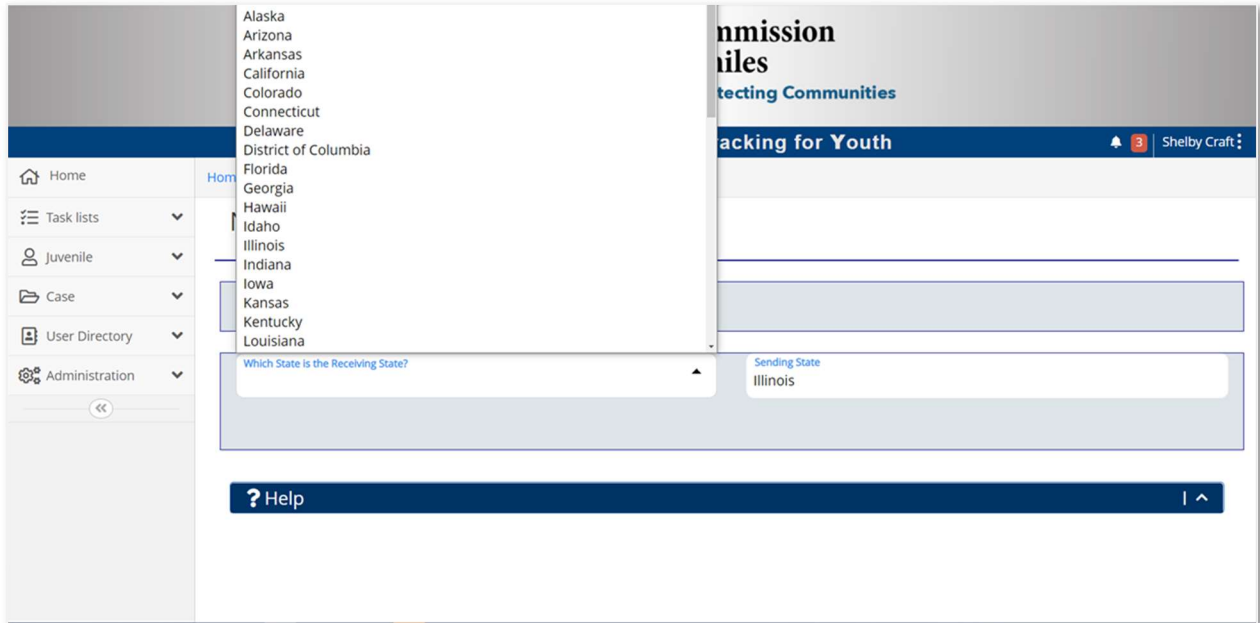 Alaska
Arizona
Arkansas
California
Colorado
Connecticut
Delaware
District of Columbia
Florida
Georgia
Hawaii
Idaho
Illinois
Indiana
Iowa
Kansas
Kentucky
Louisiana
mmission
iles
tecting Communities
acking for Youth
3
Shelby Craft
Home
Task lists
Juvenile
Case
User Directory
Administration
Hom
Which State is the Receiving State?
Sending State
Illinois
? Help